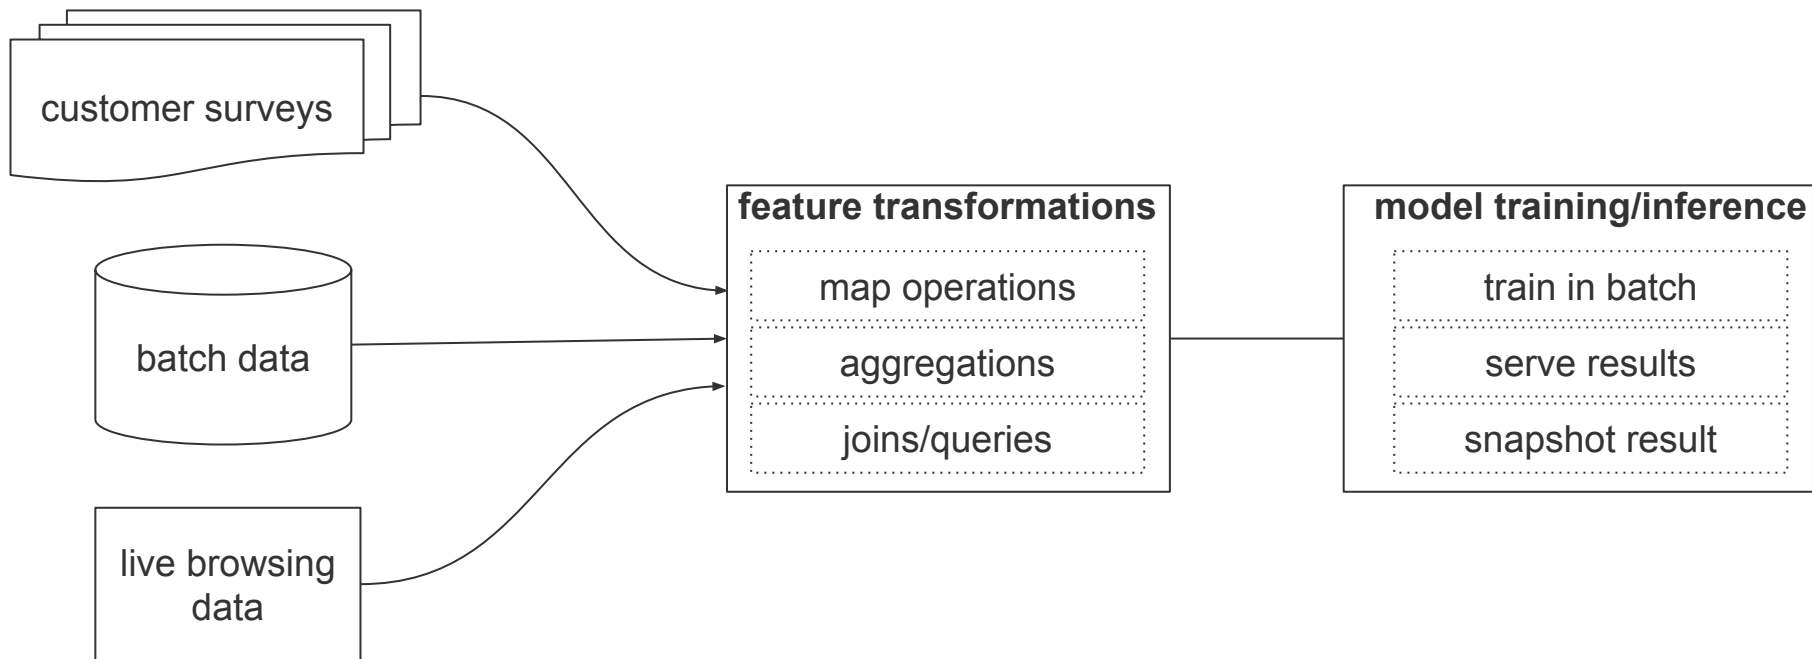 customer surveys
batch data
live browsing
data
feature transformations
map operations
aggregations
joins/queries
model training/inference
train in batch
serve results
snapshot result